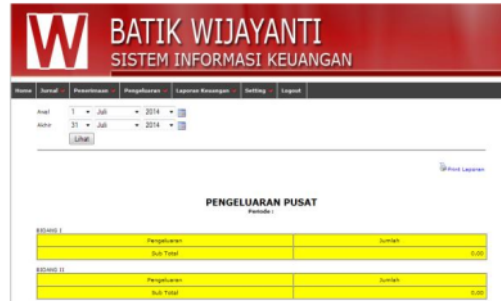 W BATIK WIJAYANTI
SISTEM INFORMASI KEUANGAN
Home Jurnal Penerimaan Pengeluaran Laporan Keuangan Setting Logout
Awal 1 Juli 2014
Akhir 31 Juli 2014
Lihat
Print Laporan
PENGELUARAN PUSAT
Periode :
BIDANG I
Pengeluaran Jumlah
Sub Total 0.00
BIDANG II
Pengeluaran Jumlah
Sub Total 0.00